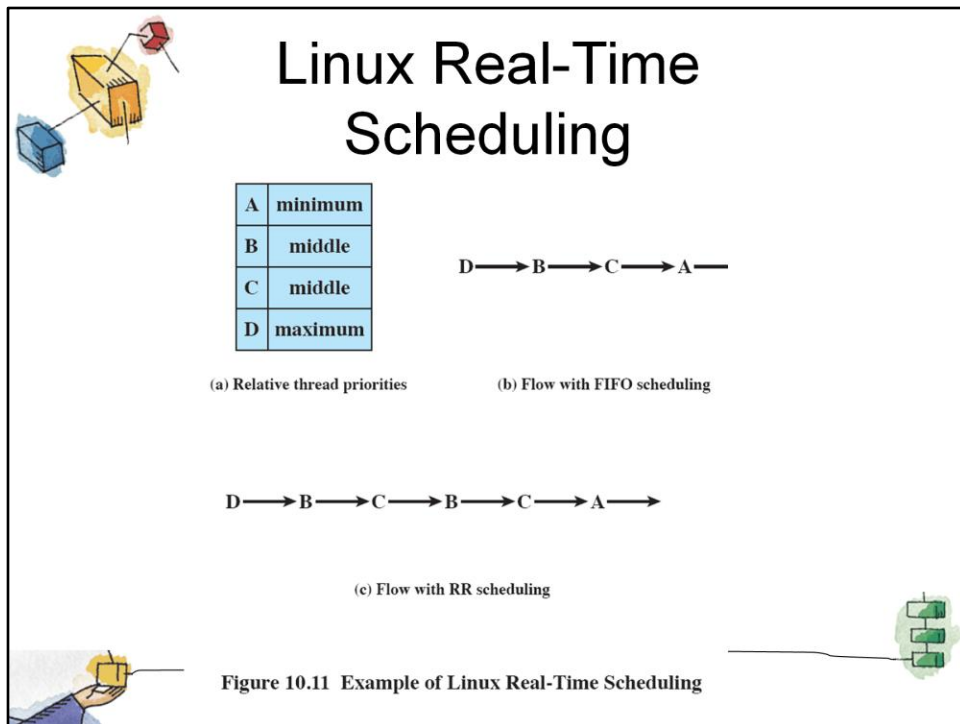 Linux Real-Time
Scheduling
A minimum
B middle
C middle
D maximum
D B C A
(a) Relative thread priorities
(b) Flow with FIFO scheduling
D B C B C A
(c) Flow with RR scheduling
Figure 10.11 Example of Linux Real-Time Scheduling